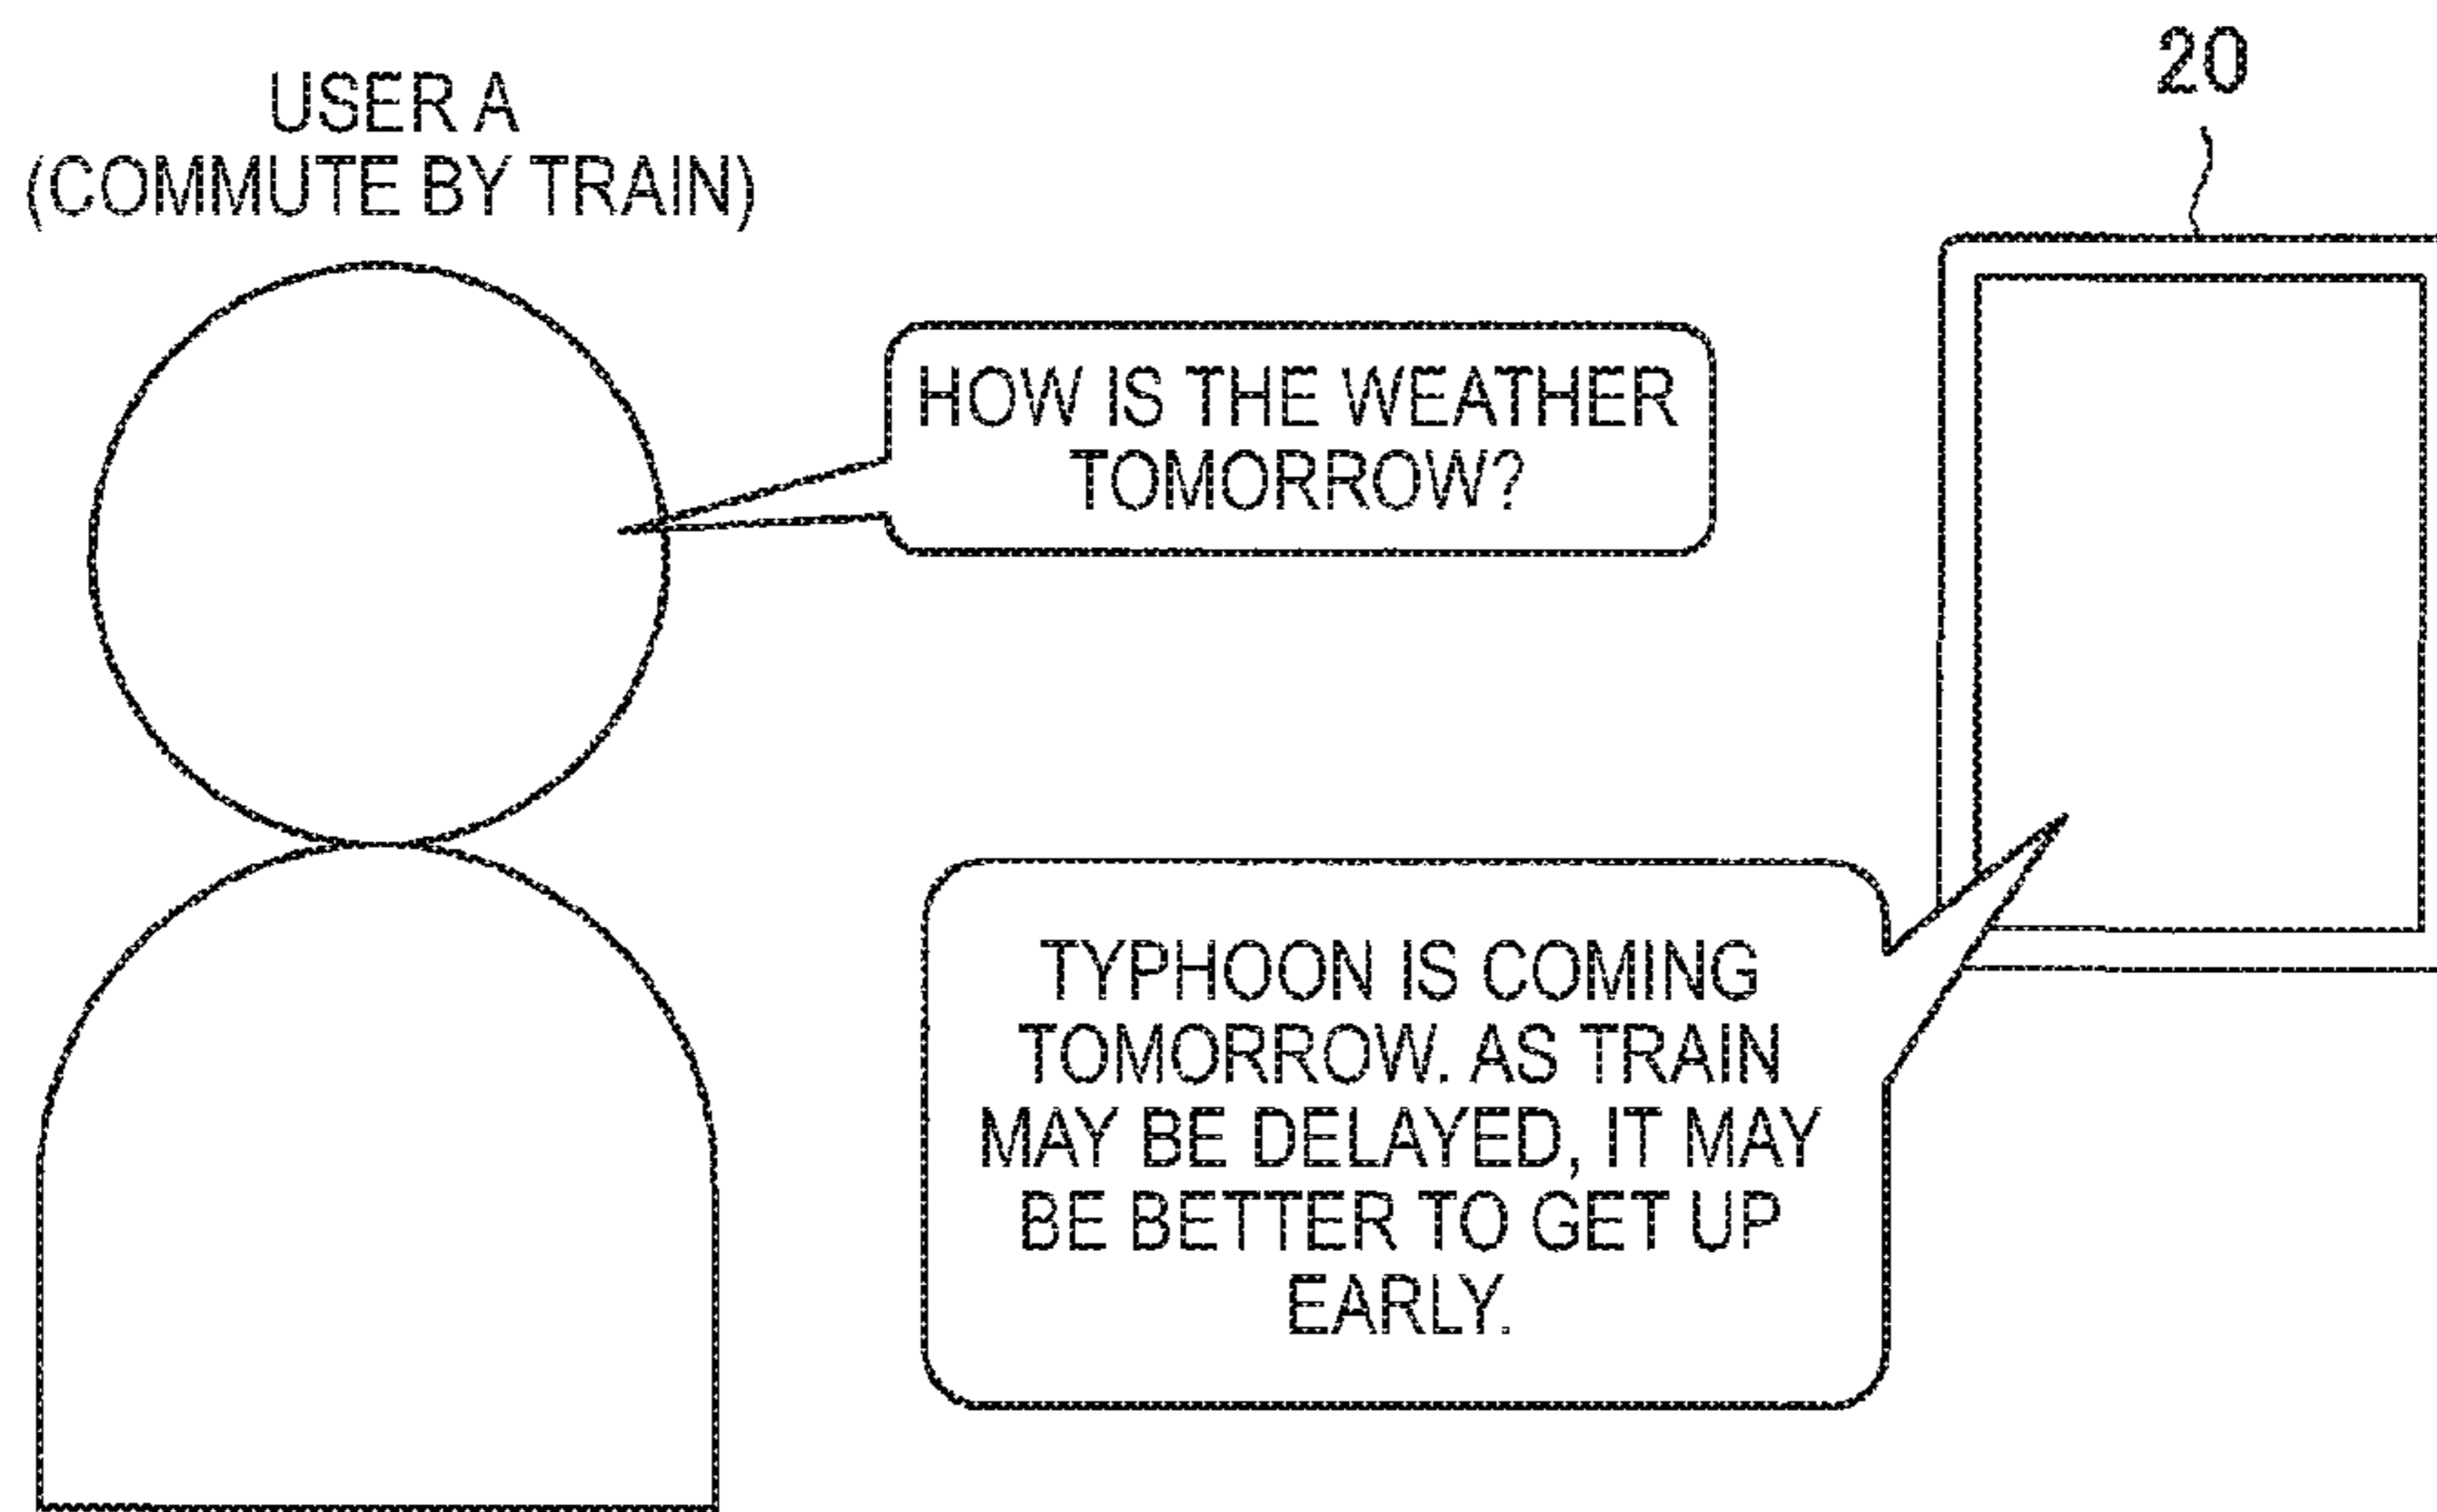 USER A
(COMMUTE BY TRAIN)
20
HOW IS THE WEATHER
TOMORROW?
TYPHOON IS COMING
TOMORROW. AS TRAIN
MAY BE DELAYED, IT MAY
BE BETTER TO GET UP
EARLY.